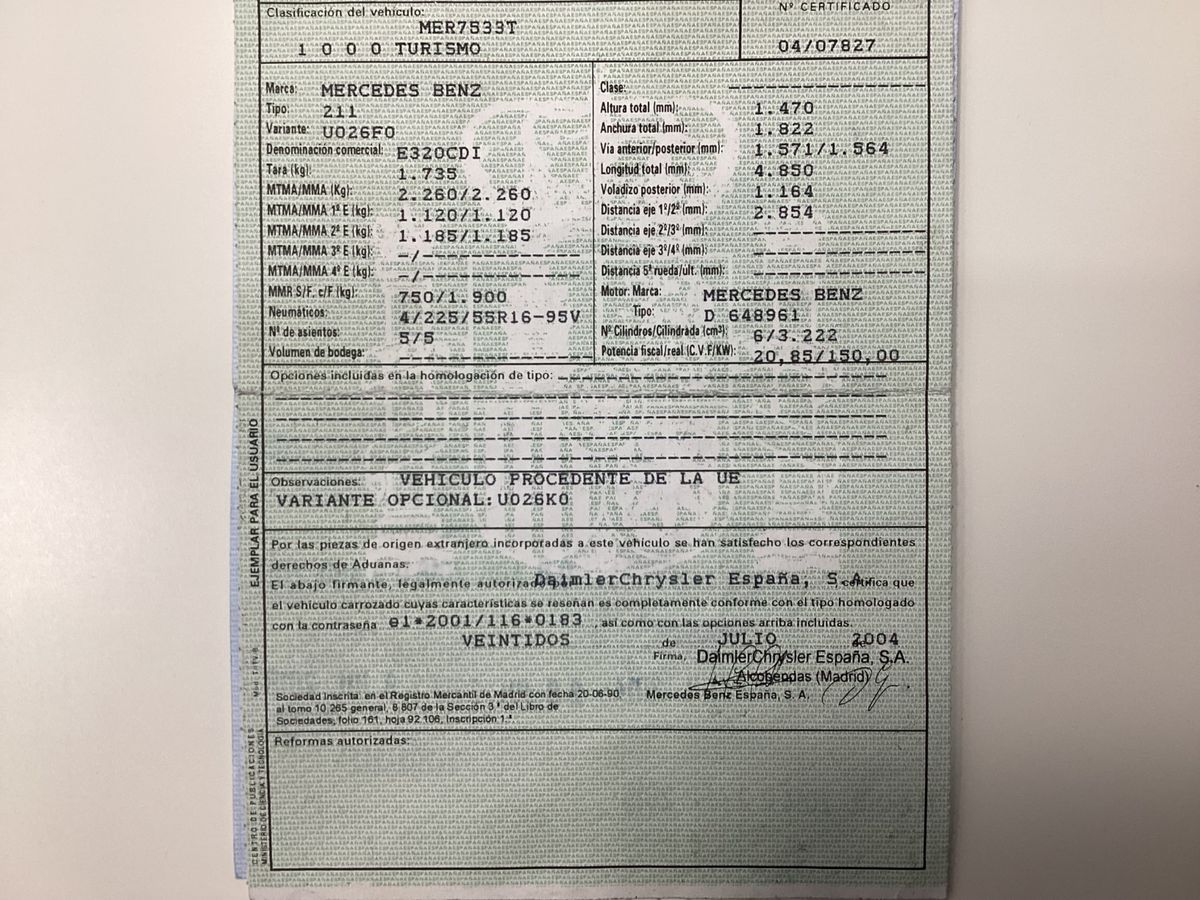 Clasificación del vehículo:
MER7533T
1 0 0 0 TURISMO
Nº CERTIFICADO
04/07827
Marca: MERCEDES BENZ
Tipo: 211
Variante: U026F0
Denominación comercial: E320CDI
Tara (kg): 1.735
MTMA/MMA (Kg): 2.260/2.260
MTMA/MMA 1º E (kg): 1.120/1.120
MTMA/MMA 2º E (kg): 1.185/1.185
MTMA/MMA 3º E (kg): -/-
MTMA/MMA 4º E (kg): -/-
MMR S/F. c/F (kg): 750/1.900
Neumáticos: 4/225/55R16-95V
Nº de asientos: 5/5
Volumen de bodega:
Clase:
Altura total (mm): 1.470
Anchura total (mm): 1.822
Via anterior/posterior (mm): 1.571/1.564
Longitud total (mm): 4.850
Voladizo posterior (mm): 1.164
Distancia eje 1º/2º (mm): 2.854
Distancia eje 2º/3º (mm):
Distancia eje 3º/4º (mm):
Distancia 5ª rueda/ult. (mm):
Motor: Marca: MERCEDES BENZ
Tipo: D 648961
Nº Cilindros/Cilindrada (cm³): 6/3.222
Potencia fiscal/real (C.V.F/KW): 20,85/150,00
Opciones incluidas en la homologación de tipo:
Observaciones: VEHICULO PROCEDENTE DE LA UE
VARIANTE OPCIONAL: U026K0
Por las piezas de origen extranjero incorporadas a este vehículo se han satisfecho los correspondientes
derechos de Aduanas.
El abajo firmante, legalmente autorizado DaimlerChrysler España, S.A. certifica que
el vehículo carrozado cuyas características se reseñan es completamente conforme con el tipo homologado
con la contraseña e1*2001/116*0183 , así como con las opciones arriba incluidas.
VEINTIDOS de JULIO de 2004
Firma, DaimlerChrysler España, S.A.
Alcobendas (Madrid)
Mercedes Benz España, S. A.
Sociedad Inscrita en el Registro Mercantil de Madrid con fecha 20-06-90,
al tomo 10 265 general, 8 807 de la Sección 3ª del Libro de
Sociedades, folio 161, hoja 92 106, Inscripción 1.ª
Reformas autorizadas:
EJEMPLAR PARA EL USUARIO
CENTRO DE PUBLICACIONES
MINISTERIO DE CIENCIA Y TECNOLOGIA